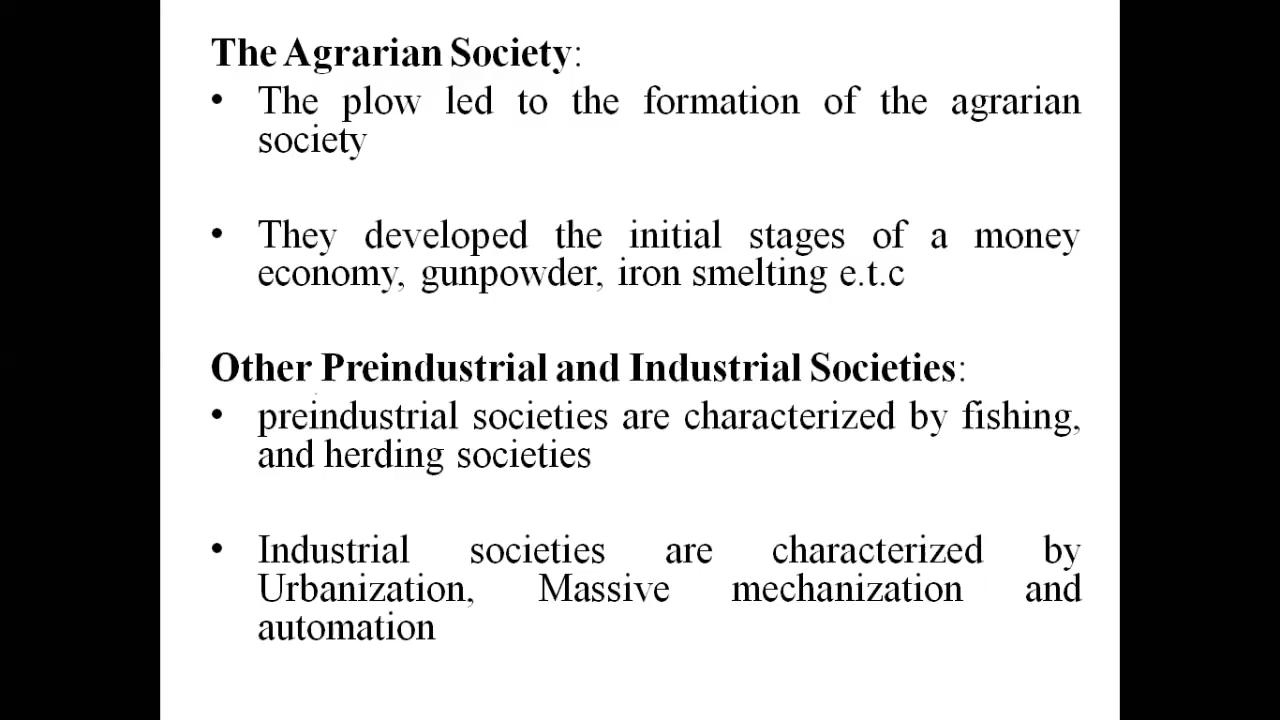 The Agrarian Society:
• The plow led to the formation of the agrarian
society
• They developed the initial stages of a money
economy, gunpowder, iron smelting e.t.c
Other Preindustrial and Industrial Societies:
• preindustrial societies are characterized by fishing,
and herding societies
• Industrial societies are characterized by
Urbanization, Massive mechanization and
automation